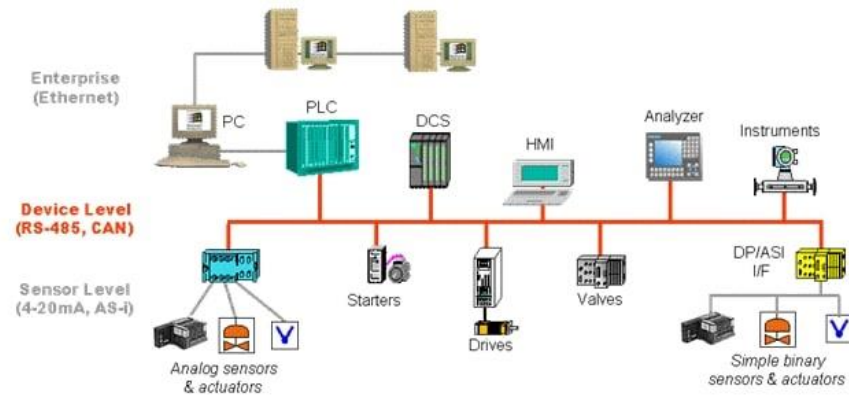 Enterprise
(Ethernet)
PC
PLC
DCS
HMI
Analyzer
Instruments
Device Level
(RS-485, CAN)
Sensor Level
(4-20mA, AS-i)
Starters
Drives
Valves
DP/ASI
I/F
Analog sensors
& actuators
Simple binary
sensors & actuators